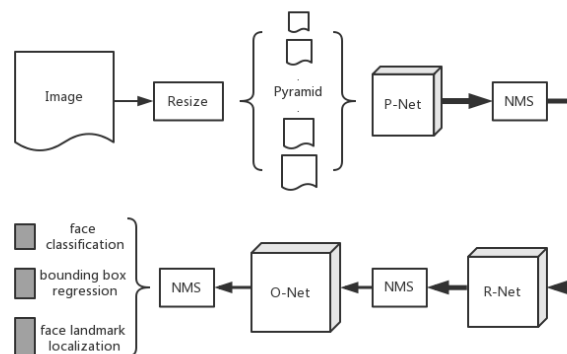 Image
Resize
Pyramid
P-Net
NMS
face
classification
bounding box
regression
face landmark
localization
NMS
O-Net
NMS
R-Net